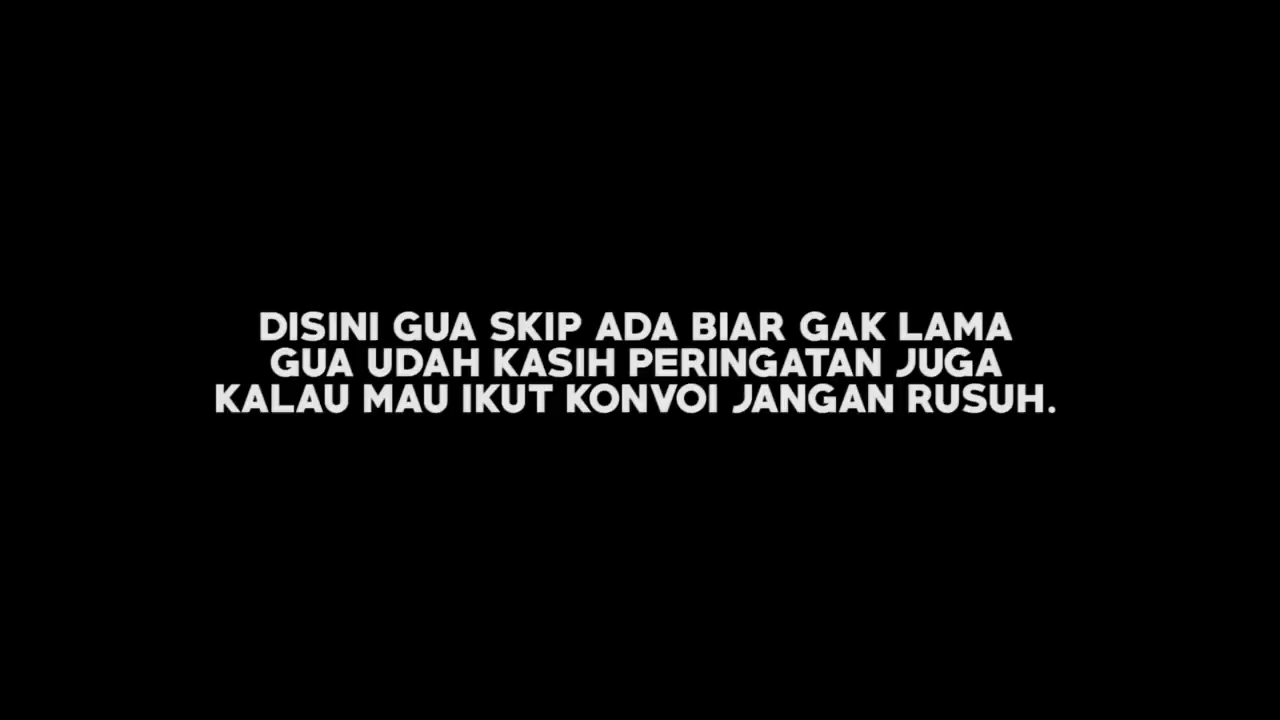 DISINI GUA SKIP ADA BIAR GAK LAMA
GUA UDAH KASIH PERINGATAN JUGA
KALAU MAU IKUT KONVOI JANGAN RUSUH.